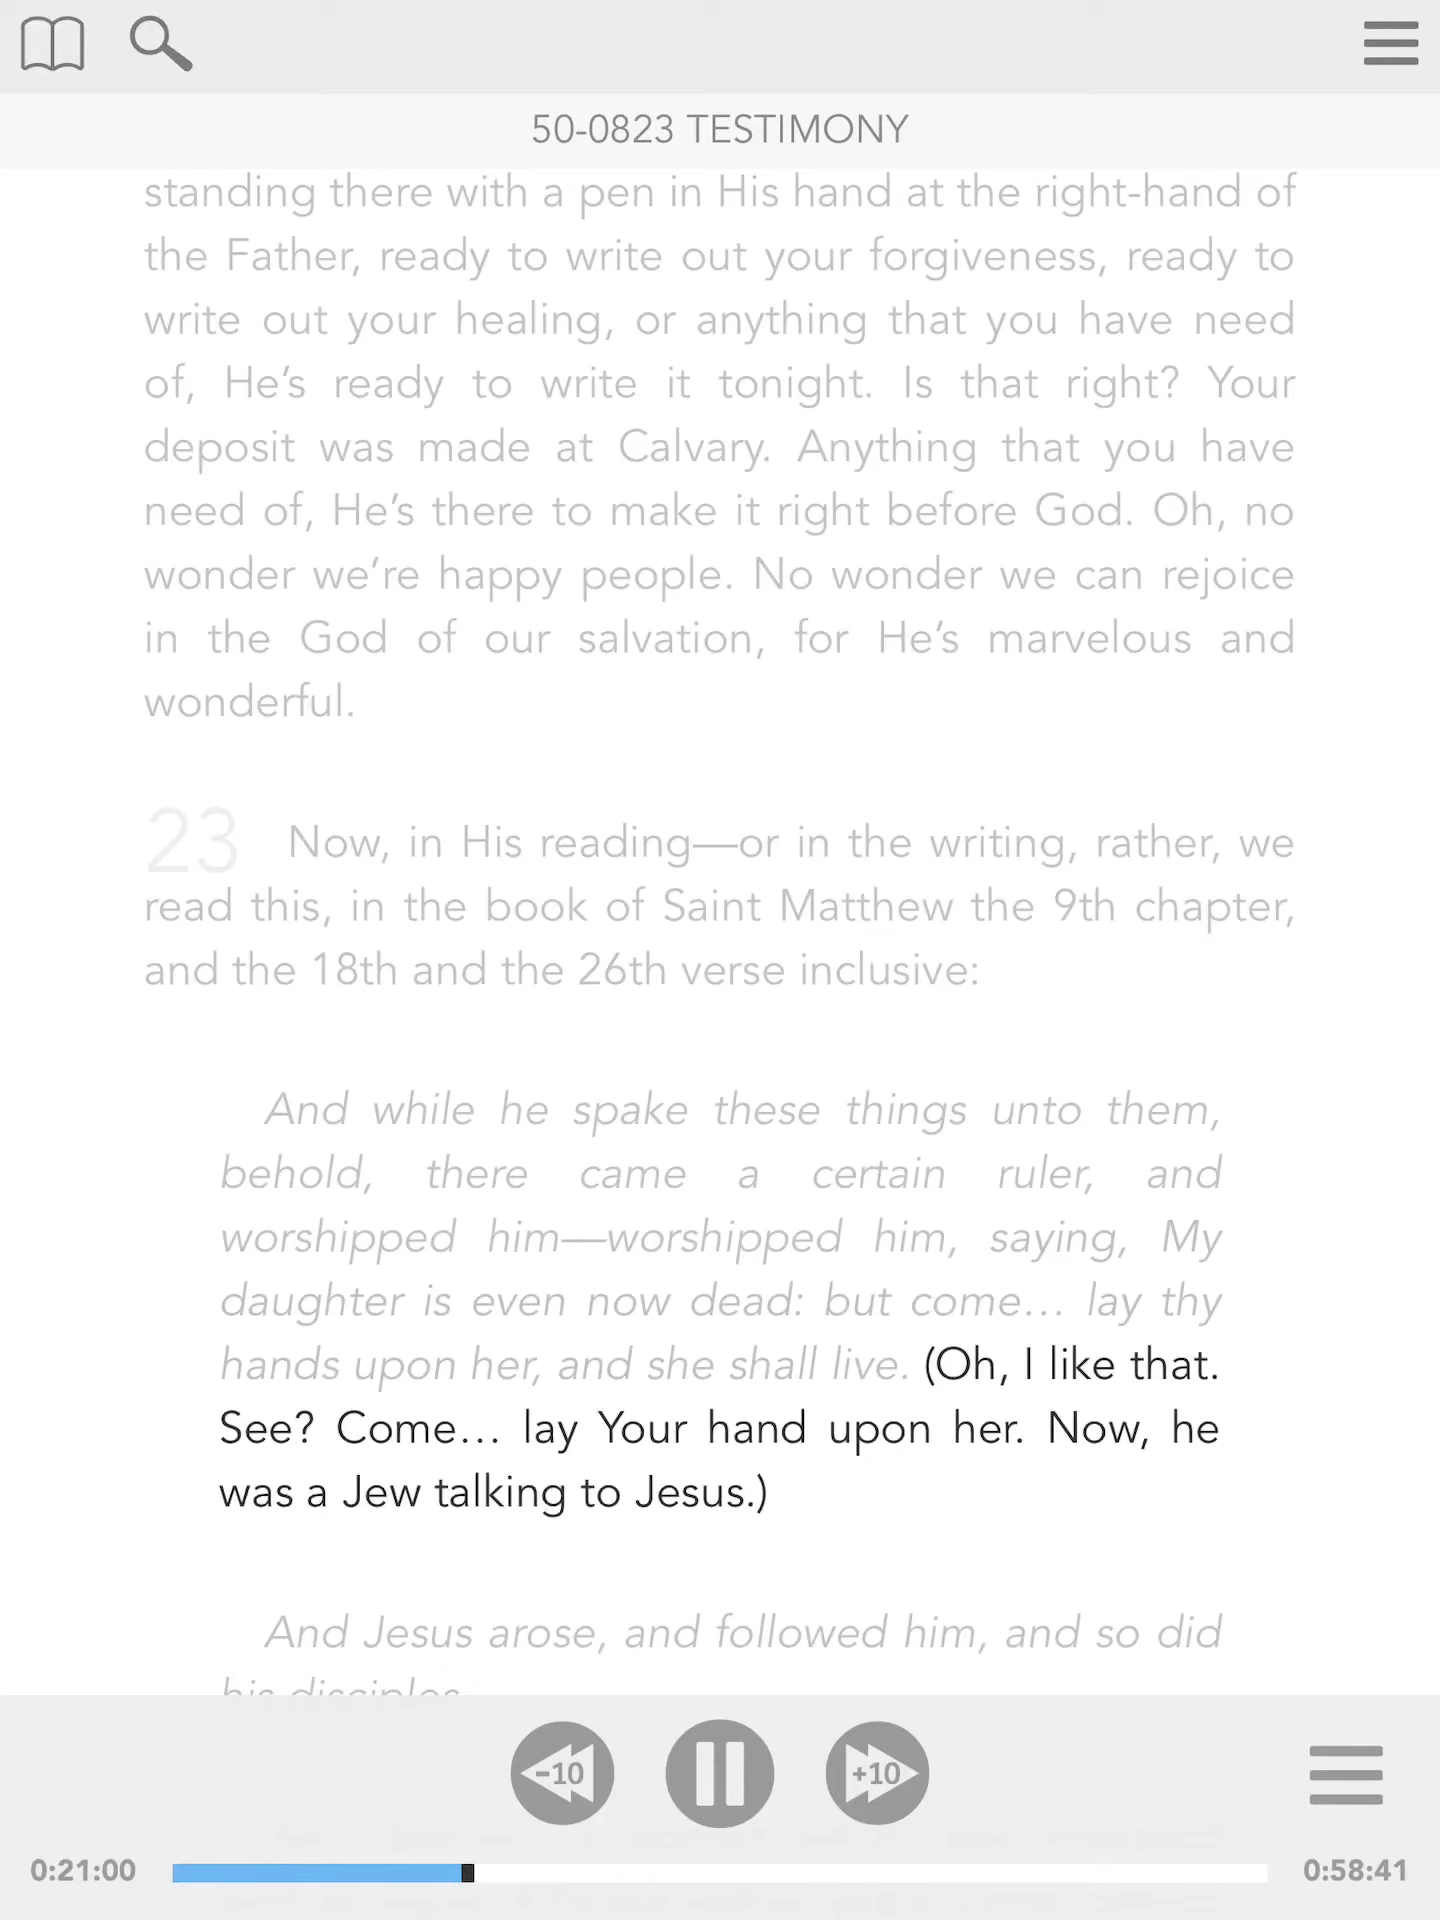 50-0823 TESTIMONY
standing there with a pen in His hand at the right-hand of
the Father, ready to write out your forgiveness, ready to
write out your healing, or anything that you have need
of, He’s ready to write it tonight. Is that right? Your
deposit was made at Calvary. Anything that you have
need of, He’s there to make it right before God. Oh, no
wonder we’re happy people. No wonder we can rejoice
in the God of our salvation, for He’s marvelous and
wonderful.
23 Now, in His reading—or in the writing, rather, we
read this, in the book of Saint Matthew the 9th chapter,
and the 18th and the 26th verse inclusive:
And while he spake these things unto them,
behold, there came a certain ruler, and
worshipped him—worshipped him, saying, My
daughter is even now dead: but come… lay thy
hands upon her, and she shall live. (Oh, I like that.
See? Come… lay Your hand upon her. Now, he
was a Jew talking to Jesus.)
And Jesus arose, and followed him, and so did
his disciples.
-10 +10
0:21:00 0:58:41